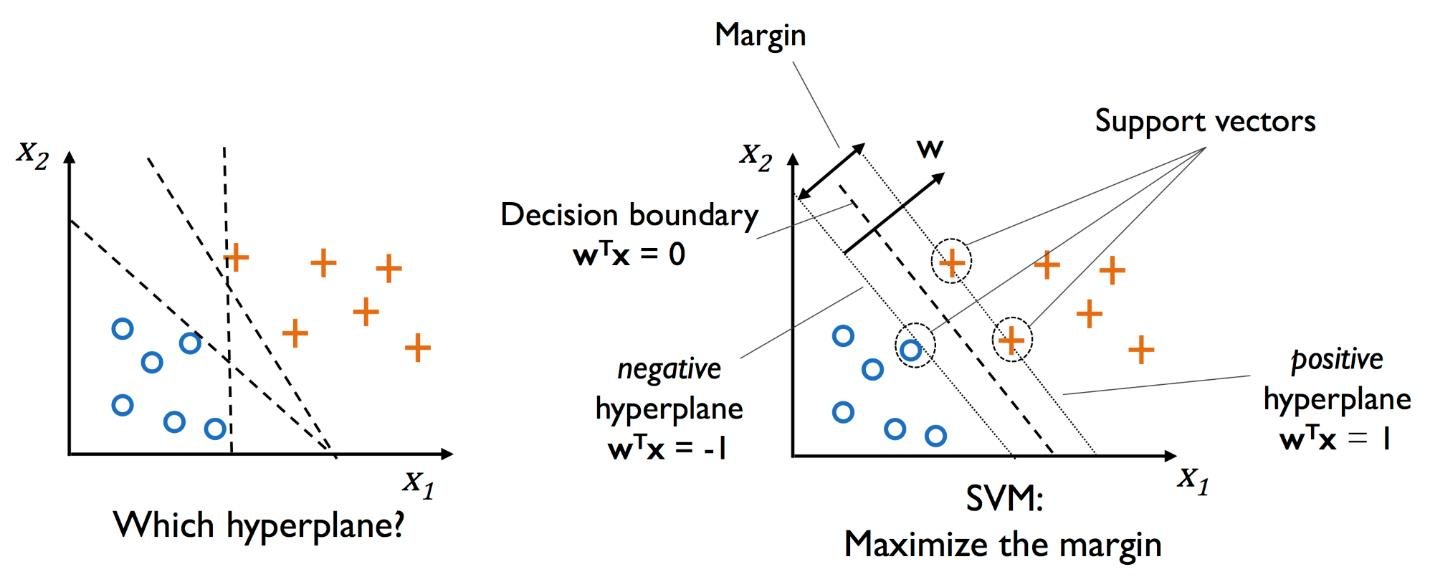 x₂
x₁
Which hyperplane?
Margin
Support vectors
x₂
w
Decision boundary
wᵀx = 0
negative
hyperplane
wᵀx = -1
positive
hyperplane
wᵀx = 1
x₁
SVM:
Maximize the margin